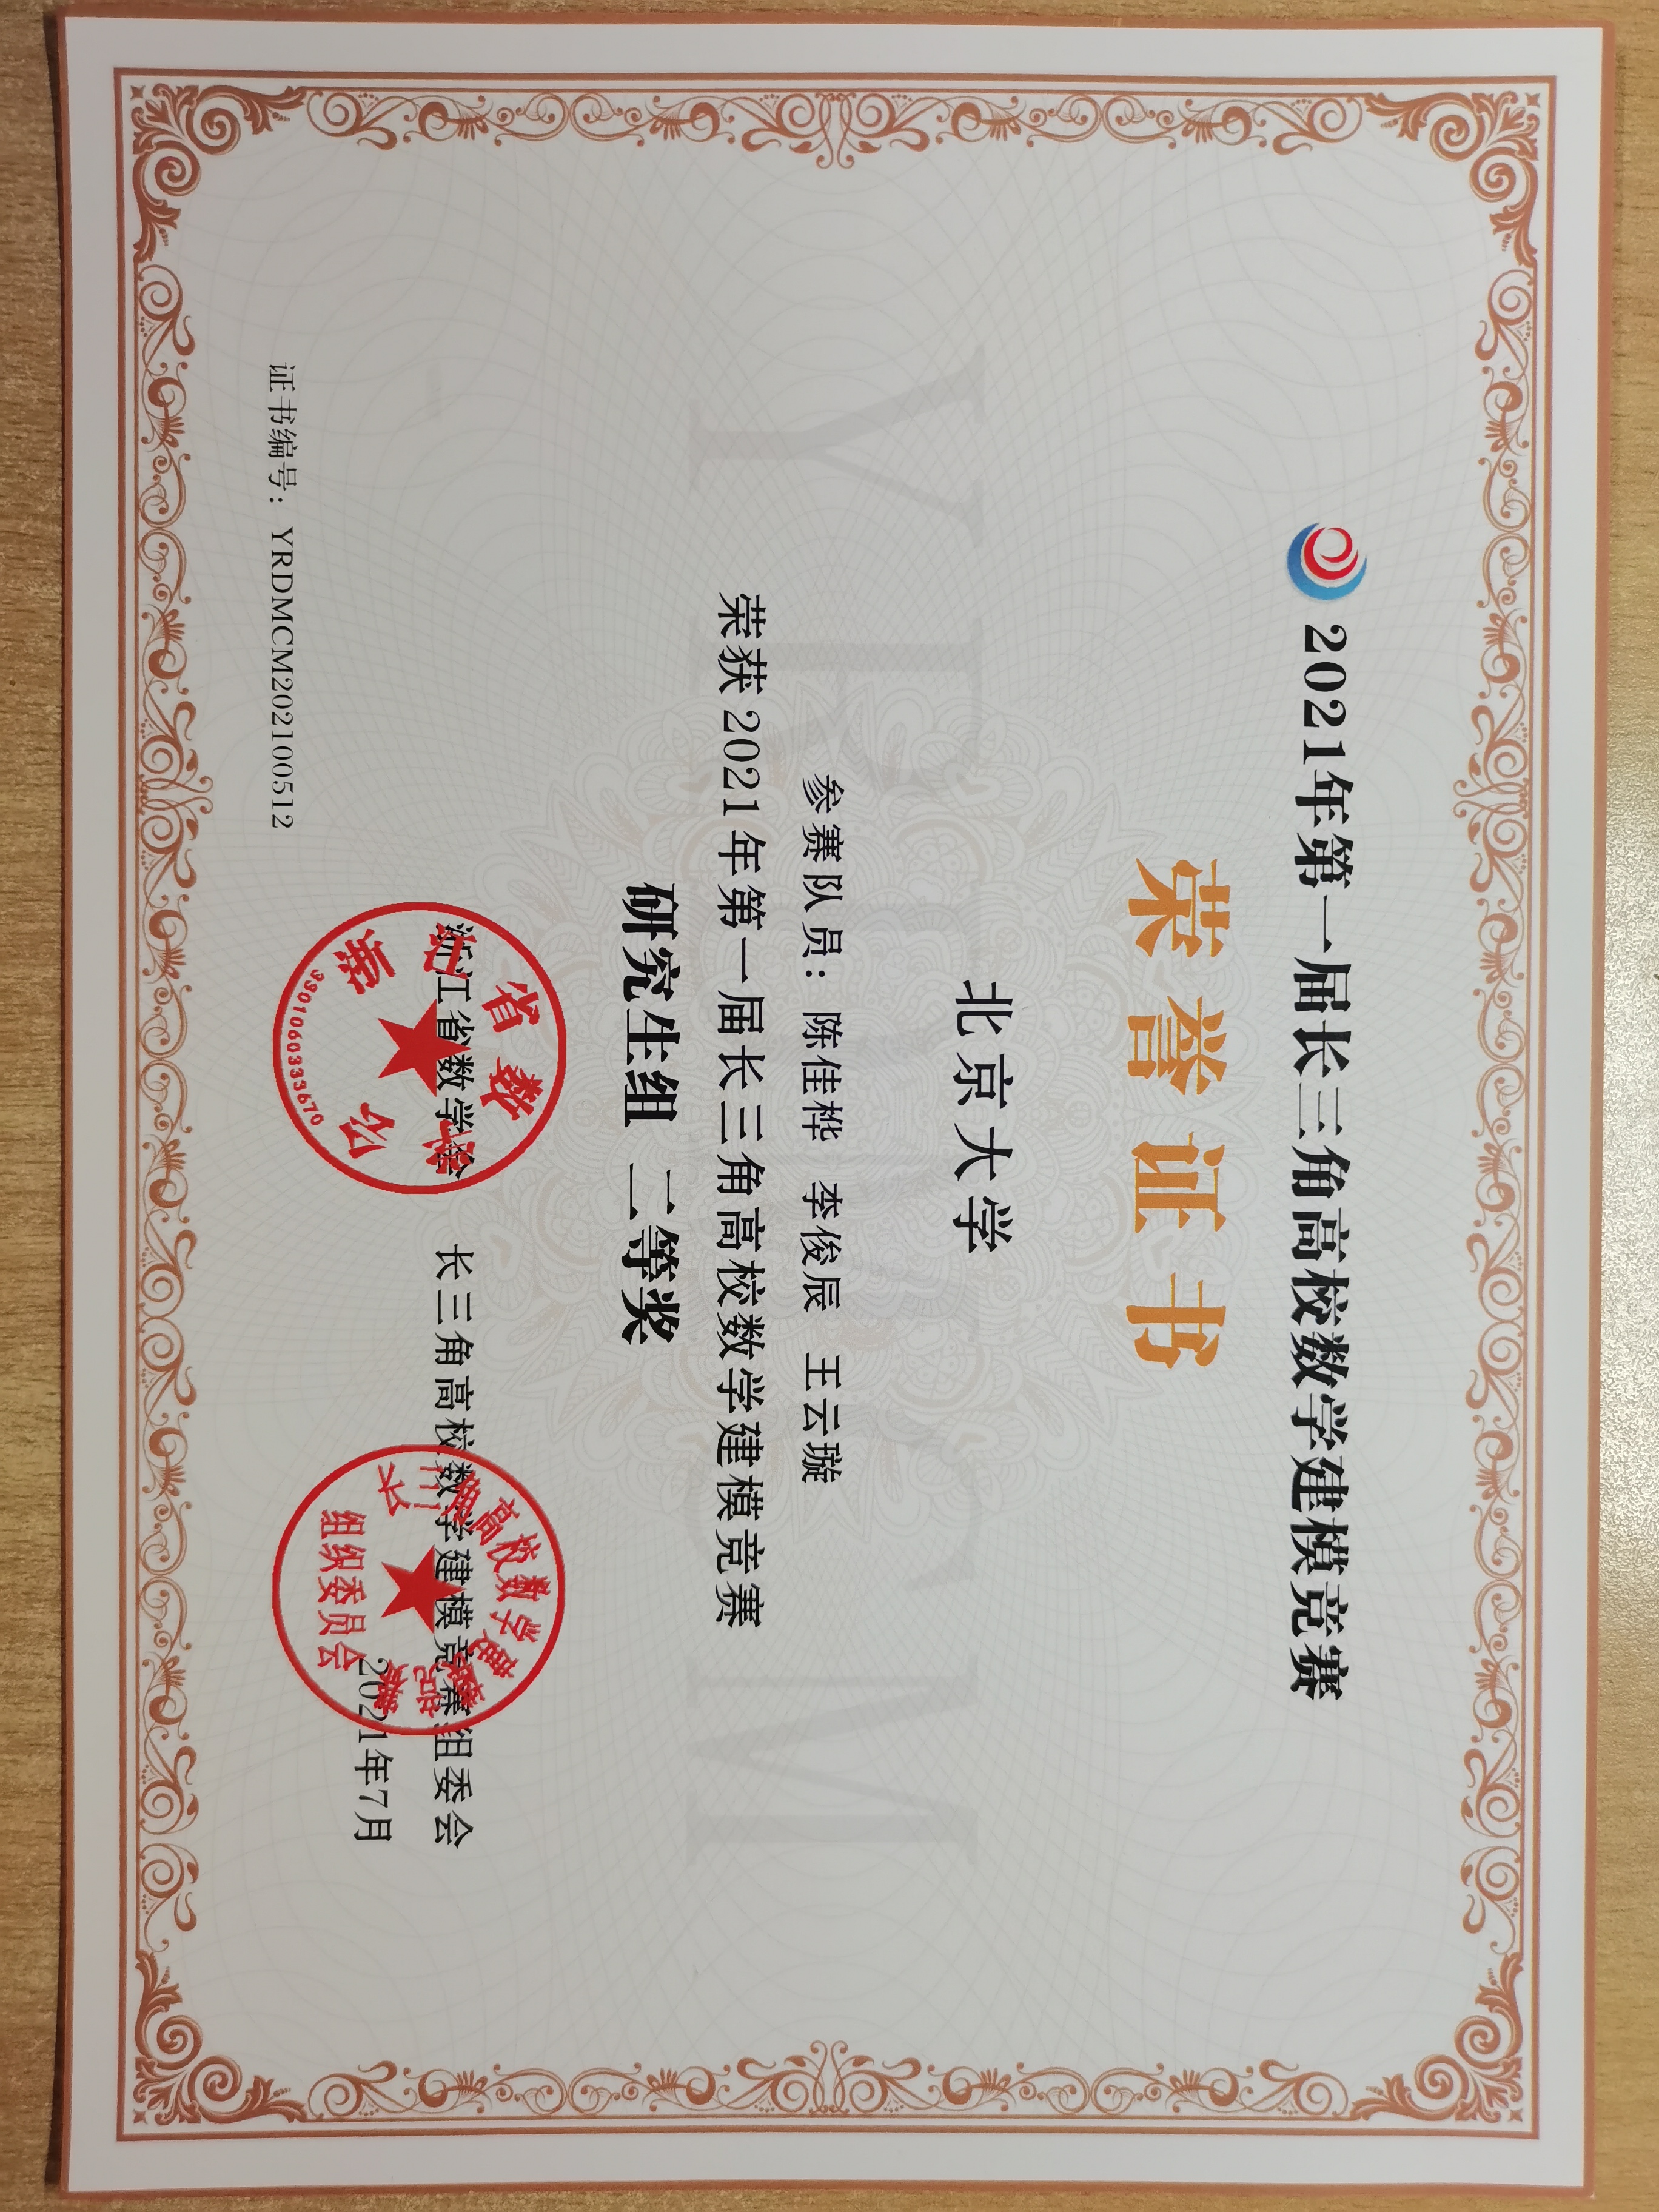 2021年第一届长三角高校数学建模竞赛
荣誉证书
北京大学
YRDMCM
参赛队员：陈佳桦 李俊辰 王云璇
荣获2021年第一届长三角高校数学建模竞赛
研究生组 二等奖
浙江省数学会 长三角高校数学建模竞赛组委会
2021年7月
浙江省数学会
3301060333670
长三角高校数学建模竞赛
组织委员会
证书编号：YRDMCM202100512